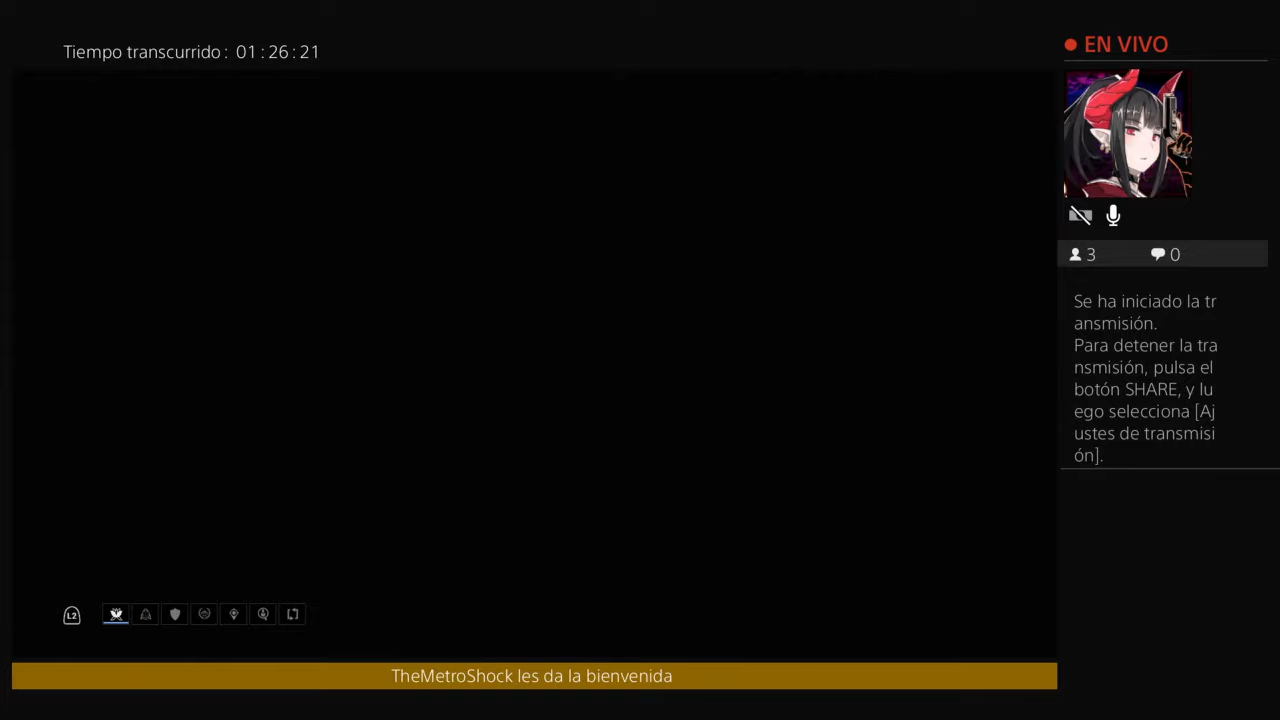 Tiempo transcurrido: 01:26:21
EN VIVO
3
0
Se ha iniciado la tr
ansmisión.
Para detener la tra
nsmisión, pulsa el
botón SHARE, y lu
ego selecciona [Aj
ustes de transmisi
ón].
L2
TheMetroShock les da la bienvenida